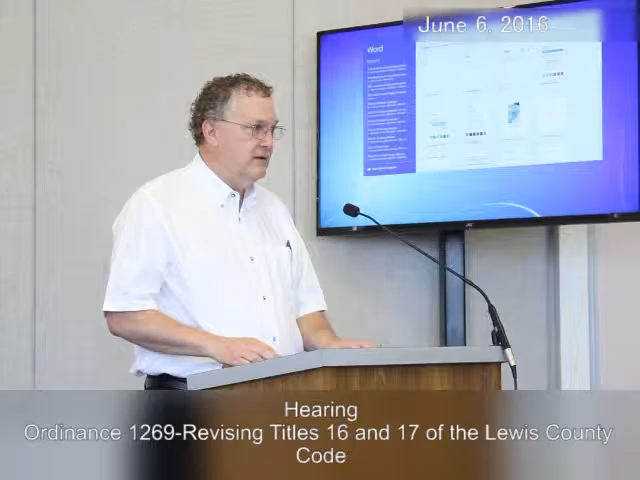 June 6, 2016
Word
Hearing
Ordinance 1269-Revising Titles 16 and 17 of the Lewis County
Code